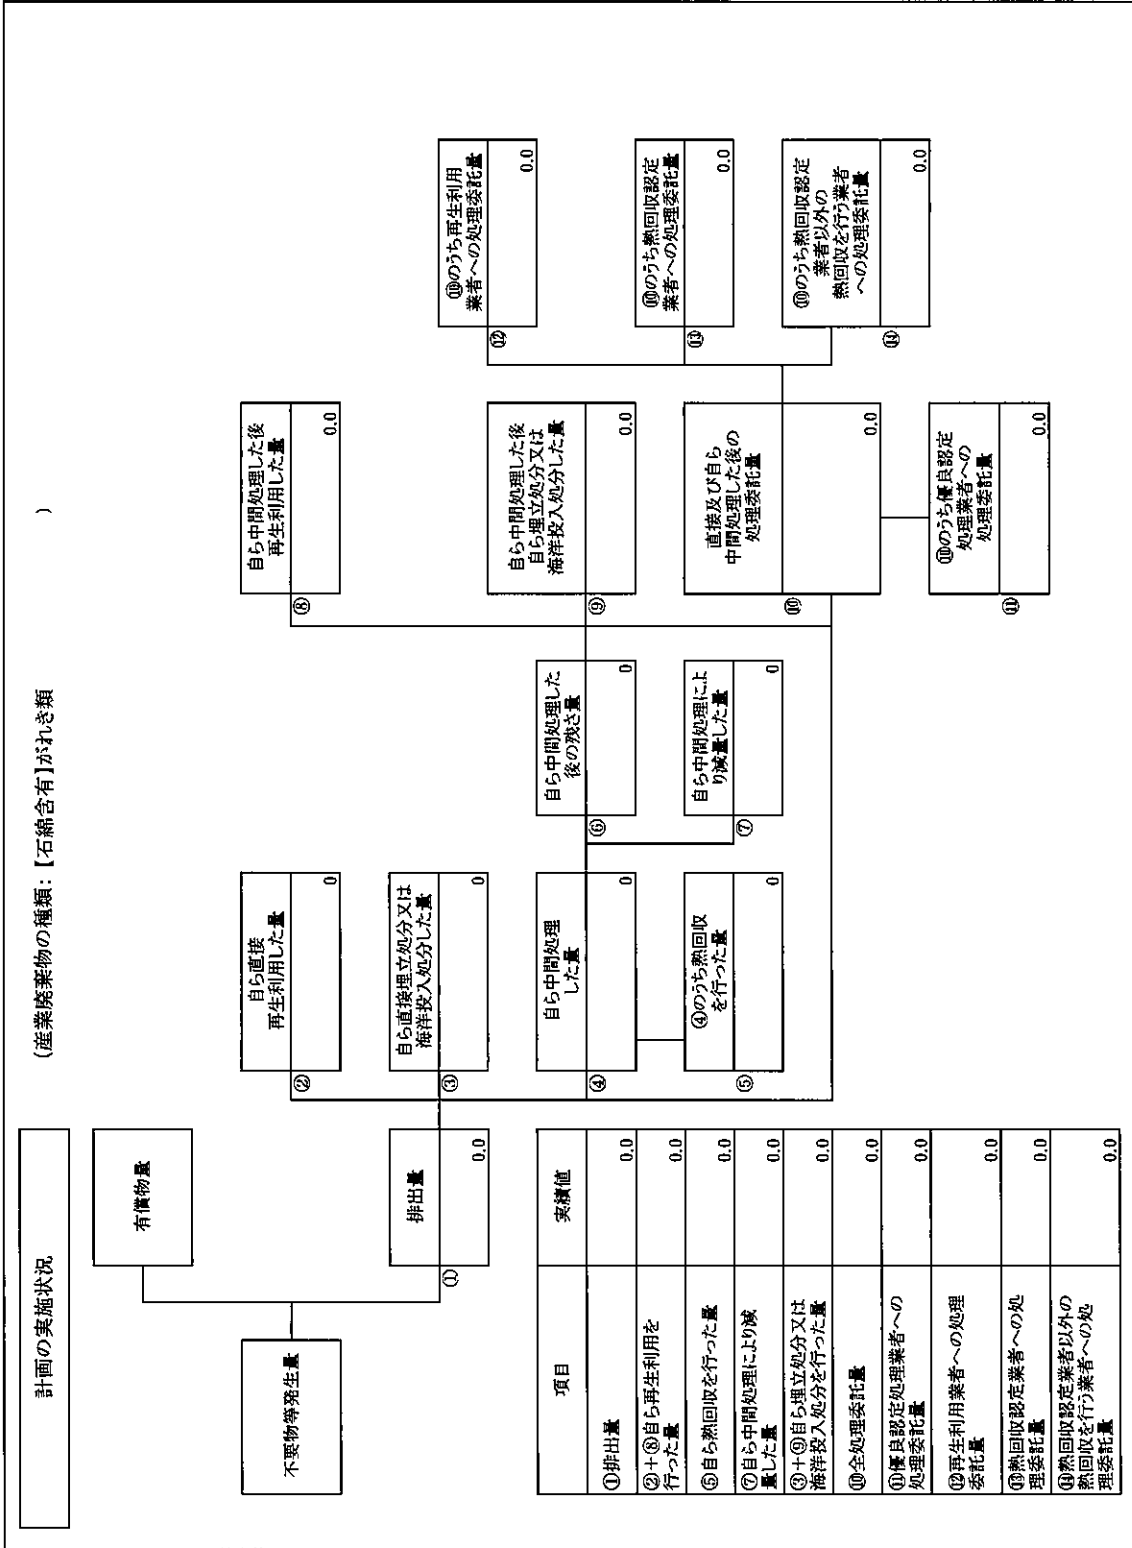 計画の実施状況
(産業廃棄物の種類:【石綿含有】がれき類 )
不要物等発生量
有償物量
①
排出量
0.0
②
自ら直接
再生利用した量
0
③
自ら直接埋立処分又は
海洋投入処分した量
0
④
自ら中間処理
した量
0
⑤
④のうち熱回収
を行った量
0
⑥
自ら中間処理した
後の残さ量
0
⑦
自ら中間処理によ
り減量した量
0
⑧
自ら中間処理した後
再生利用した量
0.0
⑨
自ら中間処理した後
自ら埋立処分又は
海洋投入処分した量
0.0
⑩
直接及び自ら
中間処理した後の
処理委託量
0.0
⑪
⑩のうち優良認定
処理業者への
処理委託量
0.0
⑫
⑩のうち再生利用
業者への処理委託量
0.0
⑬
⑩のうち熱回収認定
業者への処理委託量
0.0
⑭
⑩のうち熱回収認定
業者以外の
熱回収を行う業者
への処理委託量
0.0
項目 実績値
①排出量 0.0
②+⑧自ら再生利用を
行った量 0.0
⑤自ら熱回収を行った量 0.0
⑦自ら中間処理により減
量した量 0.0
③+⑨自ら埋立処分又は
海洋投入処分を行った量 0.0
⑩全処理委託量 0.0
⑪優良認定処理業者への
処理委託量 0.0
⑫再生利用業者への処理
委託量 0.0
⑬熱回収認定業者への処
理委託量 0.0
⑭熱回収認定業者以外の
熱回収を行う業者への処
理委託量 0.0